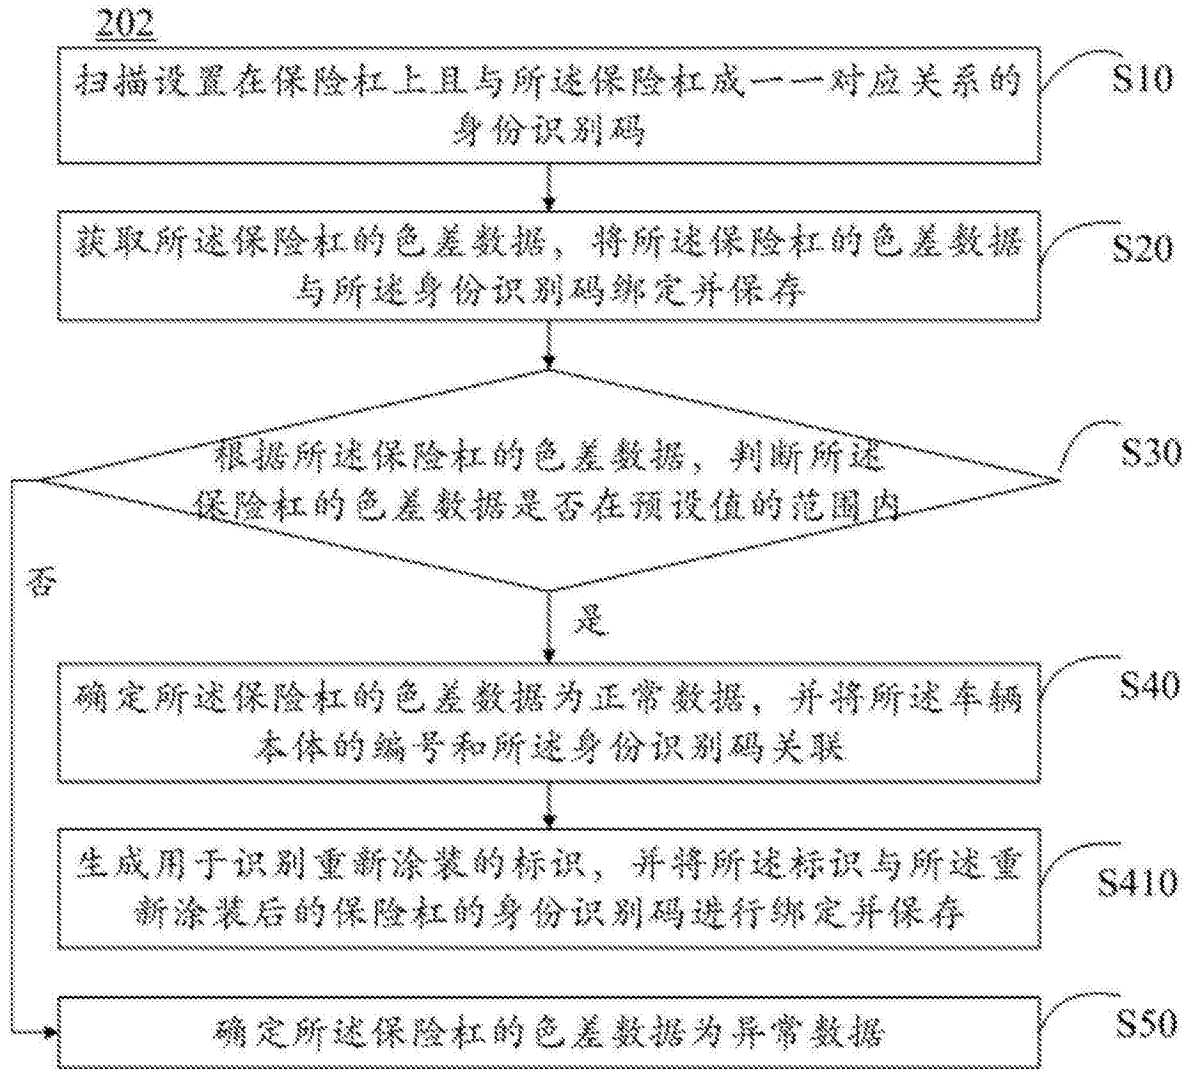 202
扫描设置在保险杠上且与所述保险杠成一一对应关系的
身份识别码
S10
获取所述保险杠的色差数据，将所述保险杠的色差数据
与所述身份识别码绑定并保存
S20
根据所述保险杠的色差数据，判断所述
保险杠的色差数据是否在预设值的范围内
S30
否
是
确定所述保险杠的色差数据为正常数据，并将所述车辆
本体的编号和所述身份识别码关联
S40
生成用于识别重新涂装的标识，并将所述标识与所述重
新涂装后的保险杠的身份识别码进行绑定并保存
S410
确定所述保险杠的色差数据为异常数据
S50